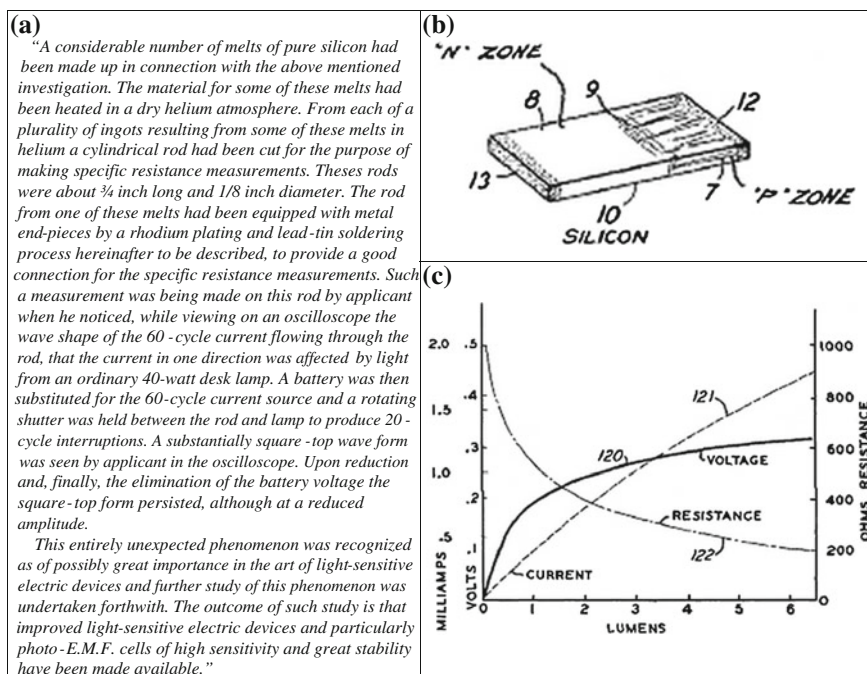 (a)
“A considerable number of melts of pure silicon had
been made up in connection with the above mentioned
investigation. The material for some of these melts had
been heated in a dry helium atmosphere. From each of a
plurality of ingots resulting from some of these melts in
helium a cylindrical rod had been cut for the purpose of
making specific resistance measurements. Theses rods
were about ¾ inch long and 1/8 inch diameter. The rod
from one of these melts had been equipped with metal
end-pieces by a rhodium plating and lead-tin soldering
process hereinafter to be described, to provide a good
connection for the specific resistance measurements. Such
a measurement was being made on this rod by applicant
when he noticed, while viewing on an oscilloscope the
wave shape of the 60 -cycle current flowing through the
rod, that the current in one direction was affected by light
from an ordinary 40-watt desk lamp. A battery was then
substituted for the 60-cycle current source and a rotating
shutter was held between the rod and lamp to produce 20 -
cycle interruptions. A substantially square -top wave form
was seen by applicant in the oscilloscope. Upon reduction
and, finally, the elimination of the battery voltage the
square-top form persisted, although at a reduced
amplitude.
This entirely unexpected phenomenon was recognized
as of possibly great importance in the art of light-sensitive
electric devices and further study of this phenomenon was
undertaken forthwith. The outcome of such study is that
improved light-sensitive electric devices and particularly
photo-E.M.F. cells of high sensitivity and great stability
have been made available.”
(b)
"N" ZONE
8
9
12
13
10
7
"P" ZONE
SILICON
(c)
2.0
.5
1000
1.5
.4
800
121
120
VOLTAGE
1.0
.3
600
.2
400
RESISTANCE
.5
.1
200
122
CURRENT
0
0
1
2
3
4
5
6
LUMENS
MILLIAMPS
VOLTS
OHMS RESISTANCE